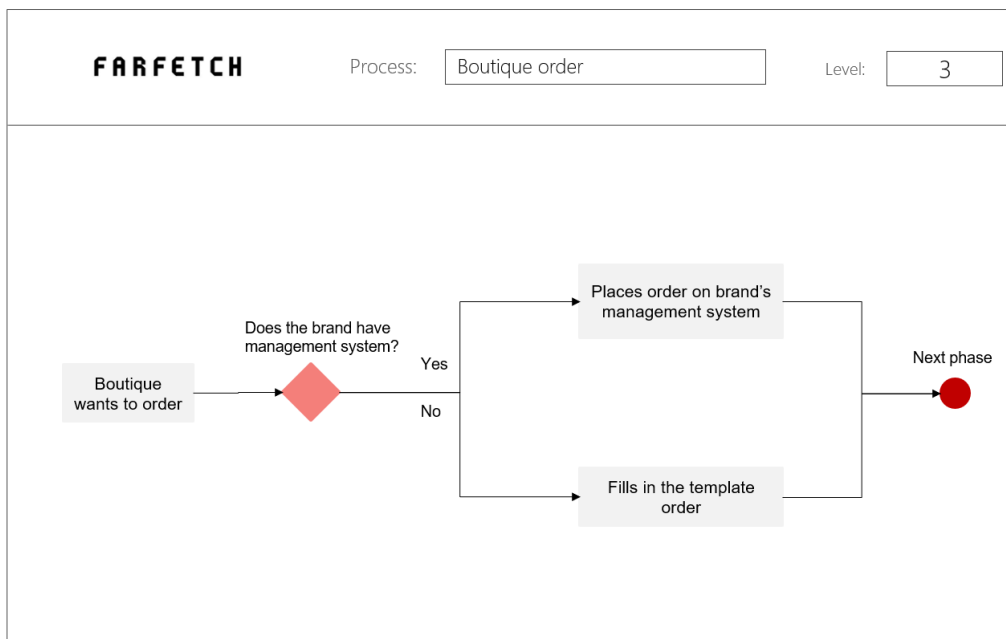 FARFETCH
Process:
Boutique order
Level:
3
Does the brand have
management system?
Boutique
wants to order
Yes
No
Places order on brand’s
management system
Fills in the template
order
Next phase